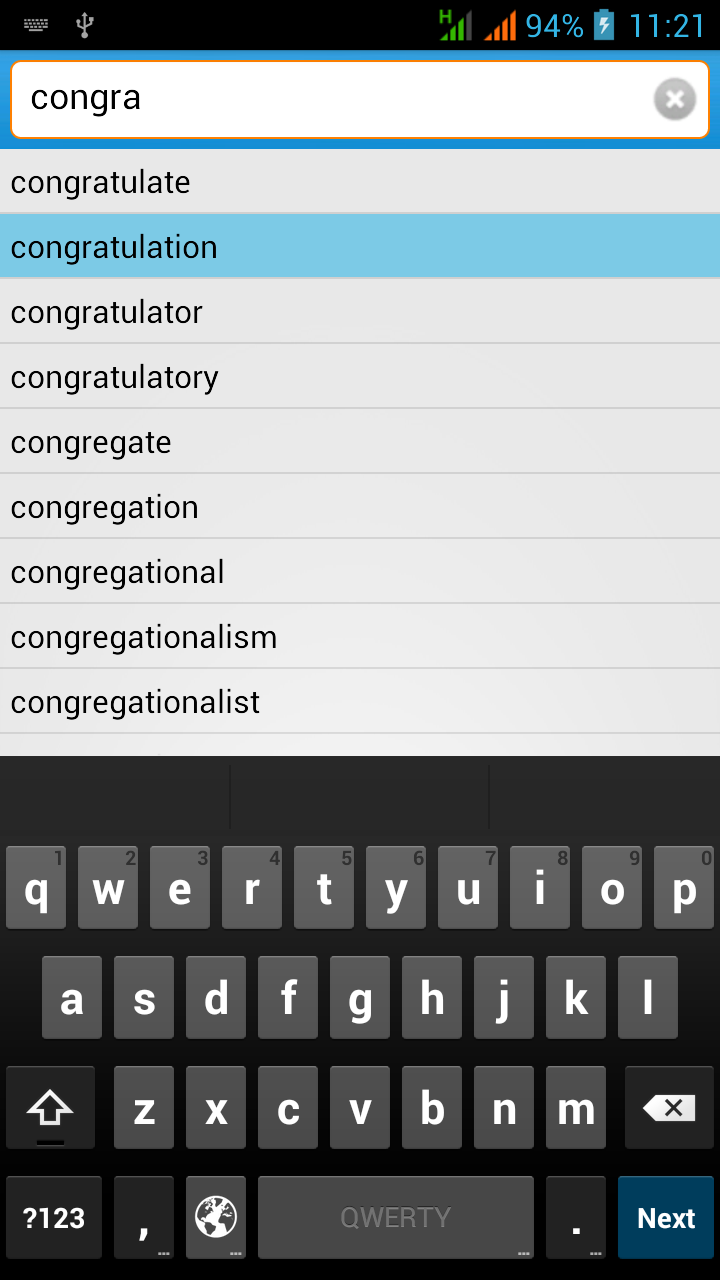 H 94% 11:21
congra
congratulate
congratulation
congratulator
congratulatory
congregate
congregation
congregational
congregationalism
congregationalist
1 2 3 4 5 6 7 8 9 0
q w e r t y u i o p
a s d f g h j k l
z x c v b n m
?123 , ... ... QWERTY ... . ... Next